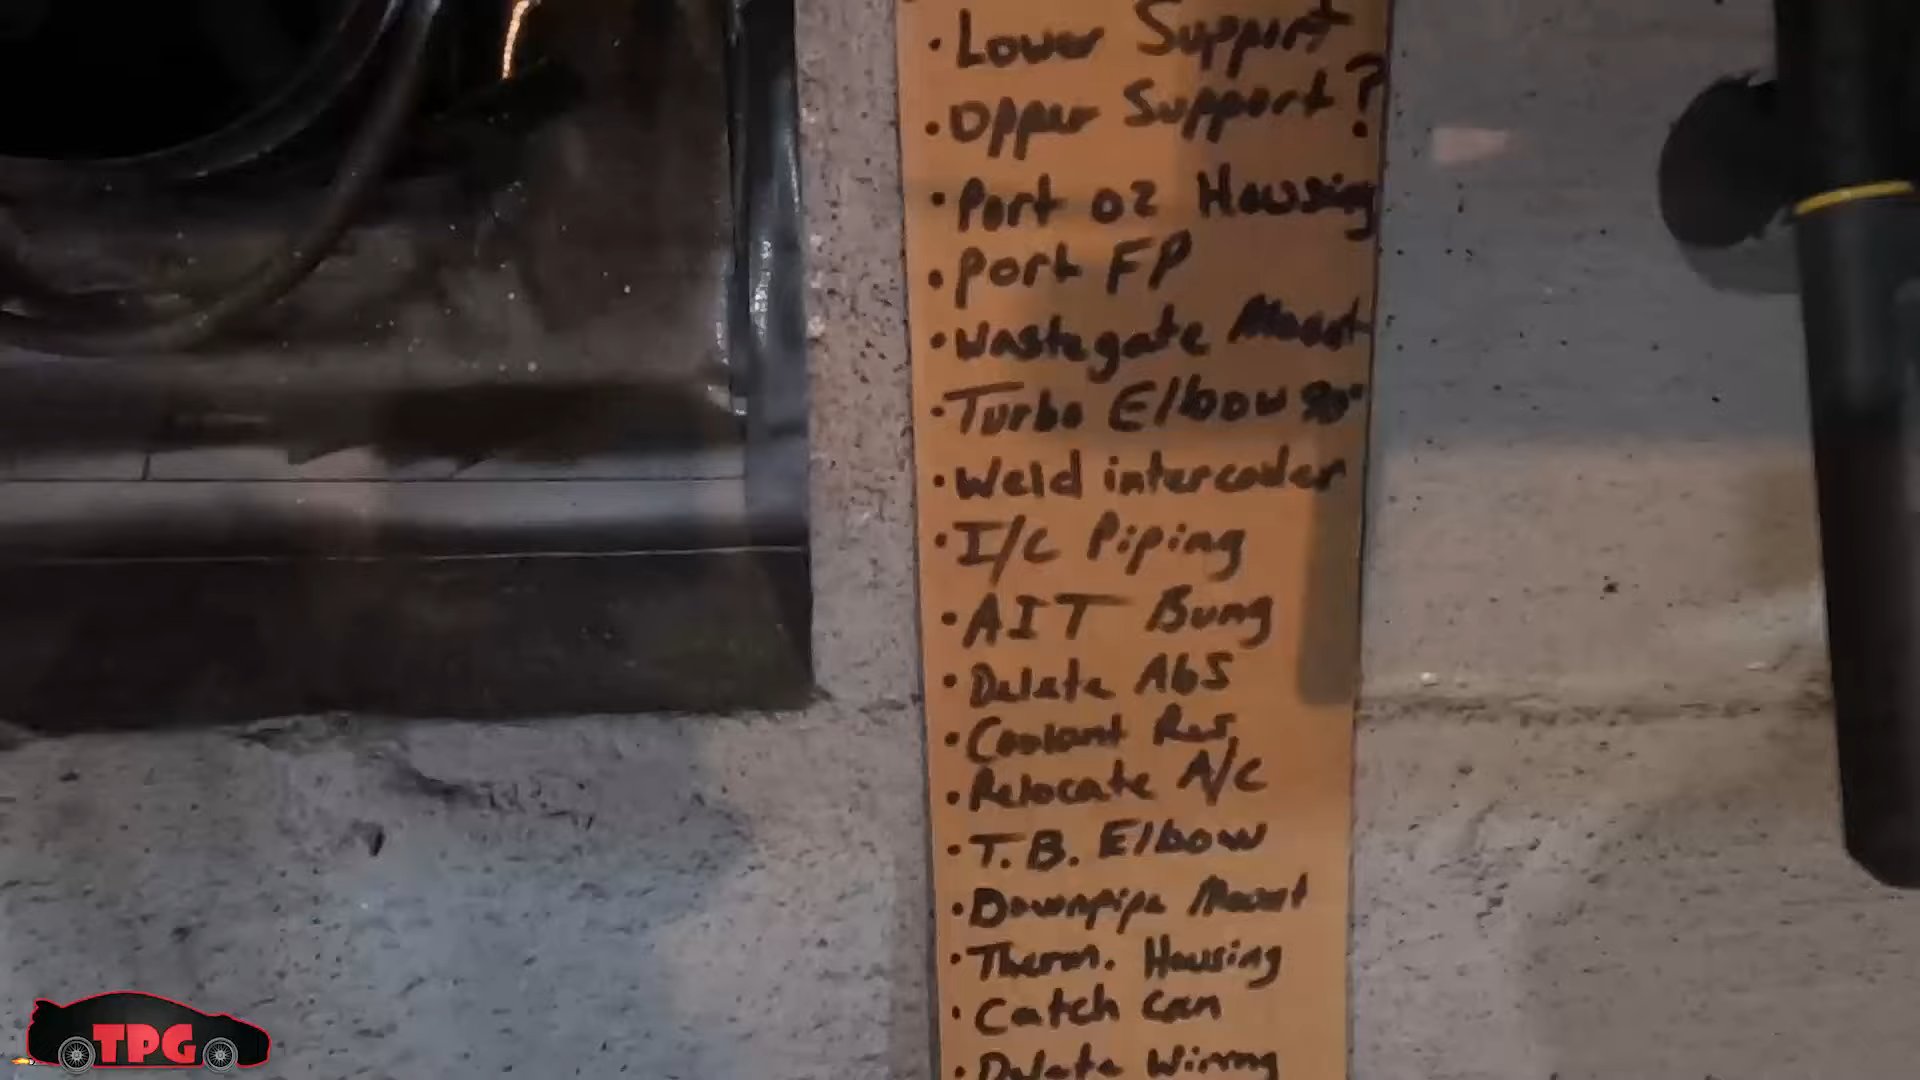 • Lower Support
• Upper Support?
• Port O2 Housing
• Port FP
• Wastegate Mount
• Turbo Elbow 90°
• Weld intercooler
• I/C Piping
• AIT Bung
• Delete AbS
• Coolant Res.
• Relocate A/C
• T.B. Elbow
• Downpipe Mount
• Therm. Housing
• Catch Can
• Delete Wiring
TPG